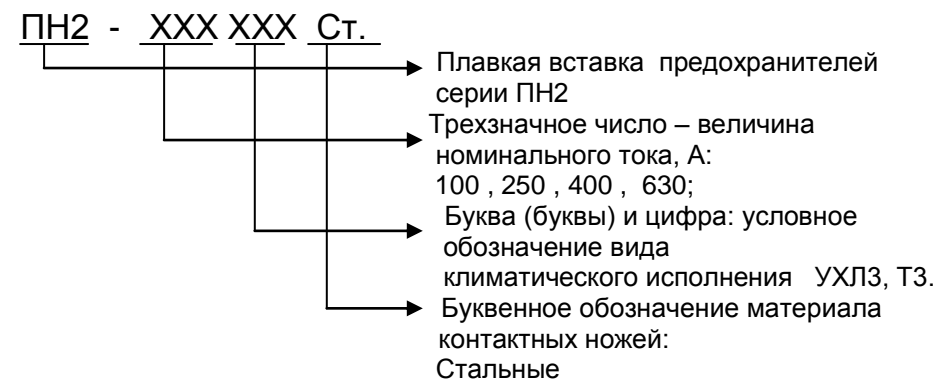 ПН2 - ХХХ ХХХ Ст.
Плавкая вставка предохранителей
серии ПН2
Трехзначное число – величина
номинального тока, А:
100 , 250 , 400 , 630;
Буква (буквы) и цифра: условное
обозначение вида
климатического исполнения УХЛ3, Т3.
Буквенное обозначение материала
контактных ножей:
Стальные